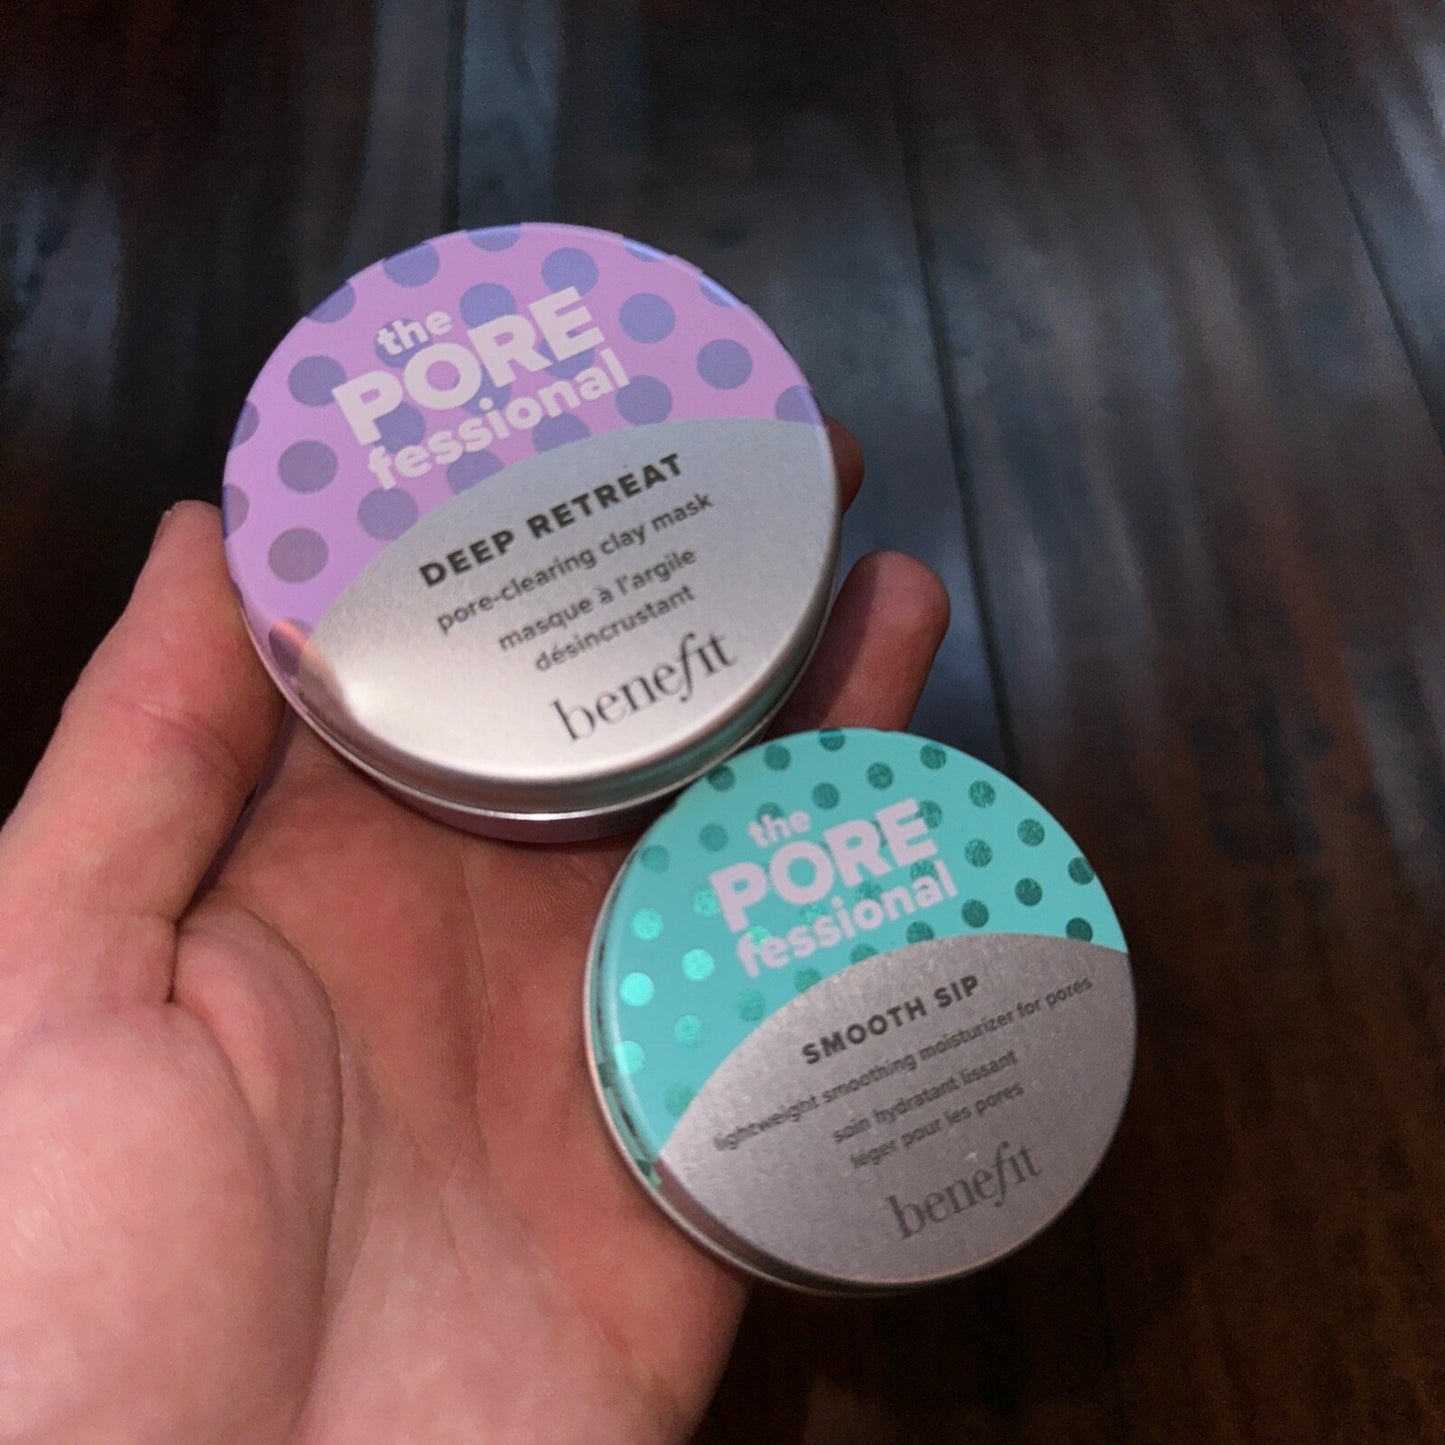 the
PORE
fessional
DEEP RETREAT
pore-clearing clay mask
masque à l'argile
désincrustant
benefit
the
PORE
fessional
SMOOTH SIP
lightweight smoothing moisturizer for pores
soin hydratant lissant
léger pour les pores
benefit